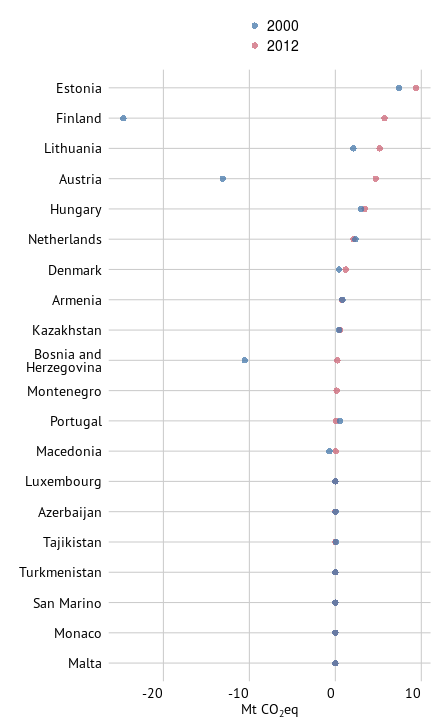 2000
2012
Estonia
Finland
Lithuania
Austria
Hungary
Netherlands
Denmark
Armenia
Kazakhstan
Bosnia and
Herzegovina
Montenegro
Portugal
Macedonia
Luxembourg
Azerbaijan
Tajikistan
Turkmenistan
San Marino
Monaco
Malta
-20 -10 0 10
Mt CO₂eq